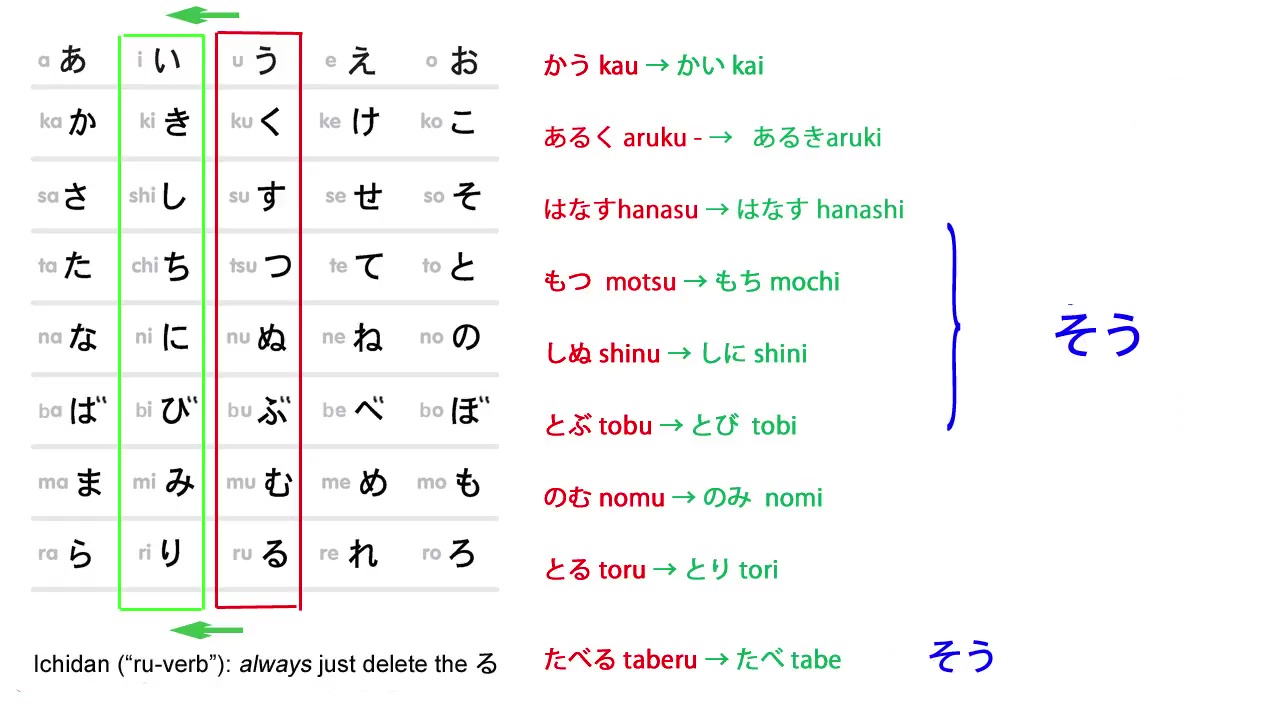 a あ i い u う e え o お
ka か ki き ku く ke け ko こ
sa さ shi し su す se せ so そ
ta た chi ち tsu つ te て to と
na な ni に nu ぬ ne ね no の
ba ば bi び bu ぶ be べ bo ぼ
ma ま mi み mu む me め mo も
ra ら ri り ru る re れ ro ろ
Ichidan (“ru-verb”): always just delete the る
かう kau → かい kai
あるく aruku - → あるきaruki
はなすhanasu → はなす hanashi
もつ motsu → もち mochi
しぬ shinu → しに shini
とぶ tobu → とび tobi
のむ nomu → のみ nomi
とる toru → とり tori
そう
たべる taberu → たべ tabe そう